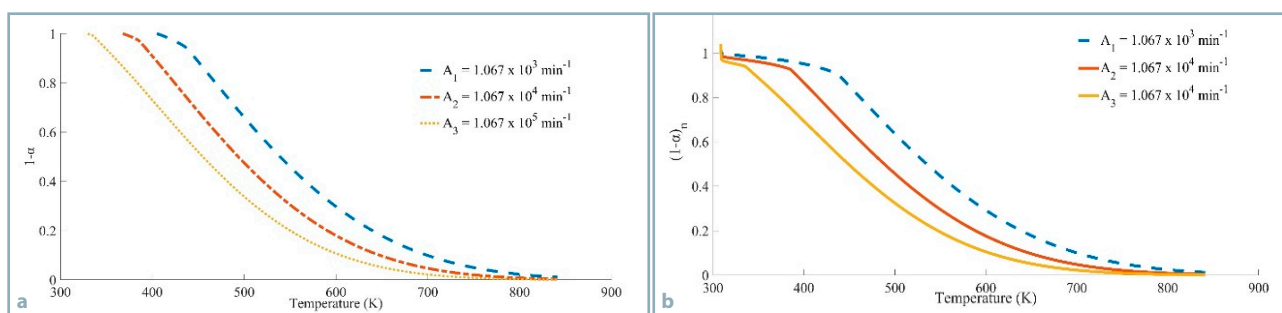 1
0.8
0.6
0.4
0.2
0
1-α
300 400 500 600 700 800 900
Temperature (K)
A1 = 1.067 x 10^3 min^-1
A2 = 1.067 x 10^4 min^-1
A3 = 1.067 x 10^5 min^-1
a
1
0.8
0.6
0.4
0.2
0
(1-α)n
300 400 500 600 700 800 900
Temperature (K)
A1 = 1.067 x 10^3 min^-1
A2 = 1.067 x 10^4 min^-1
A3 = 1.067 x 10^4 min^-1
b